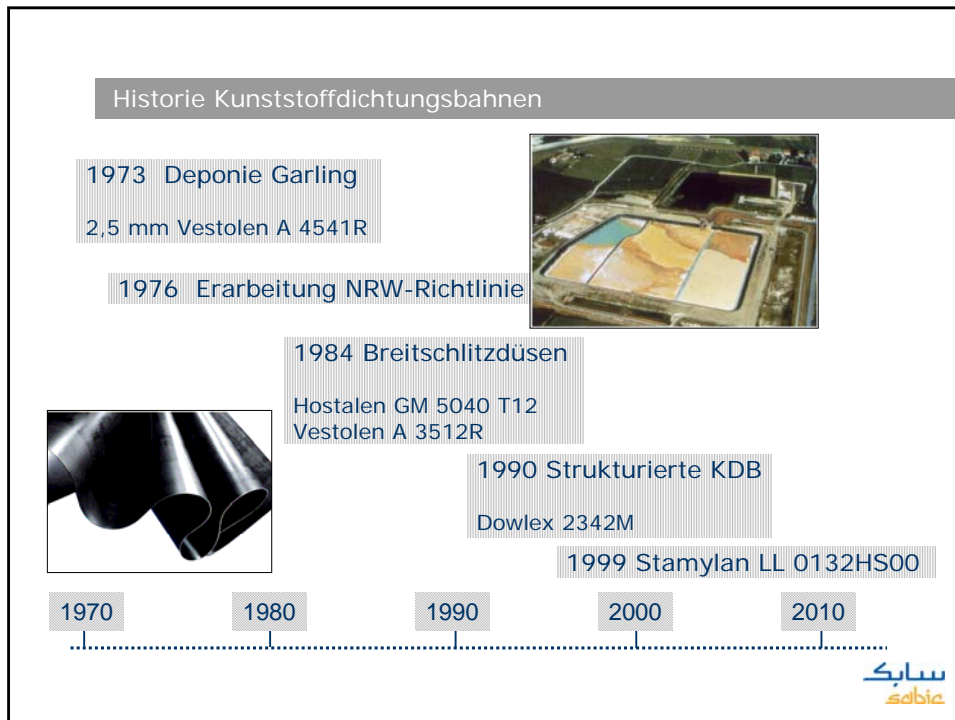 Historie Kunststoffdichtungsbahnen
1973 Deponie Garling
2,5 mm Vestolen A 4541R
1976 Erarbeitung NRW-Richtlinie
1984 Breitschlitzdüsen
Hostalen GM 5040 T12
Vestolen A 3512R
1990 Strukturierte KDB
Dowlex 2342M
1999 Stamylan LL 0132HS00
1970 1980 1990 2000 2010
سابك
sabic